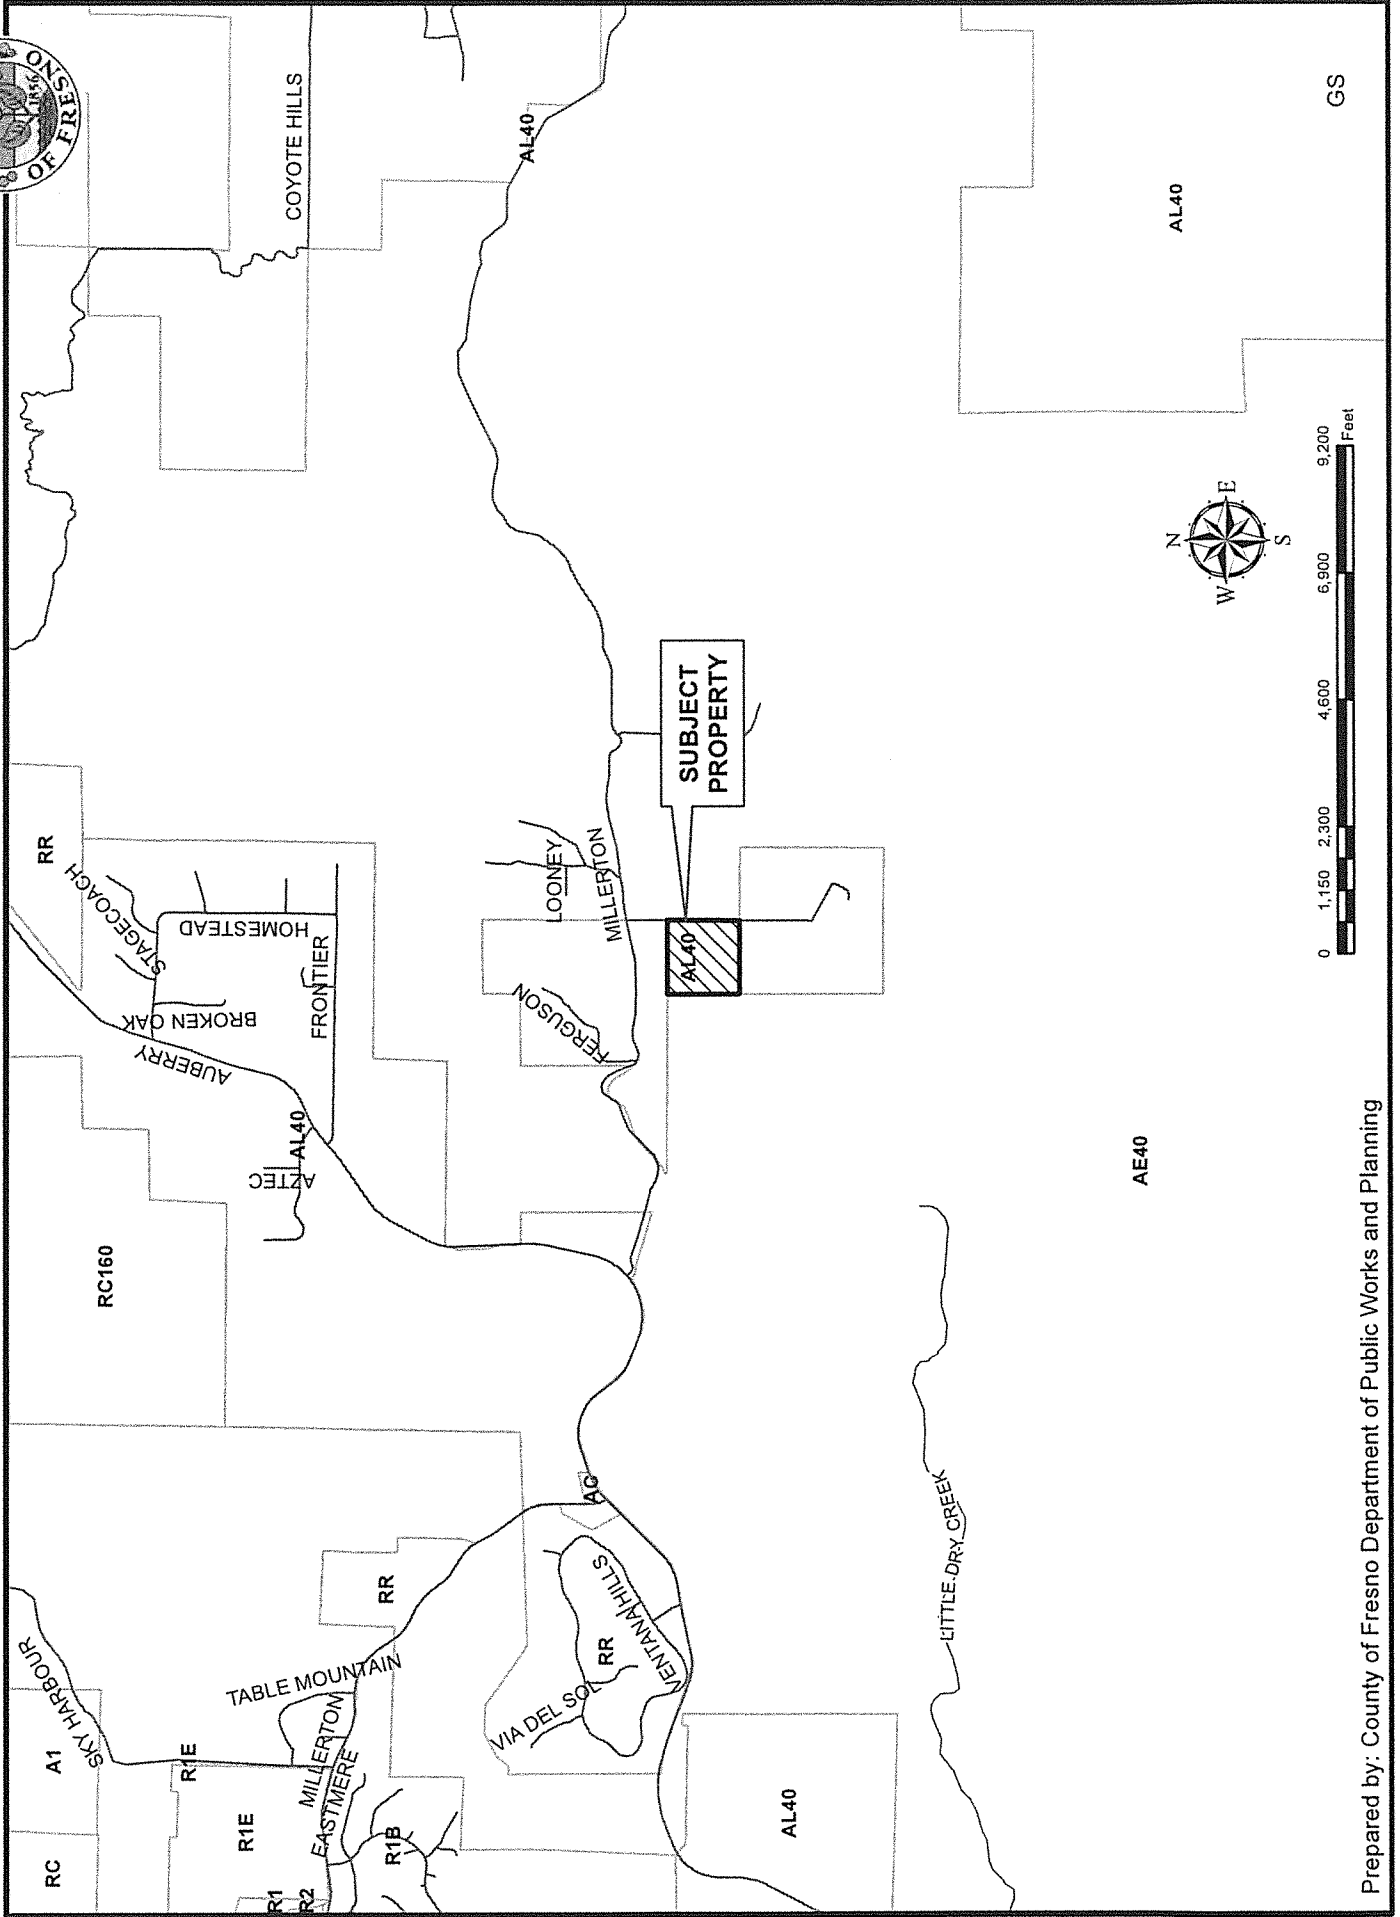 OF FRESNO
1856
COYOTE HILLS
AL40
GS
AL40
RR
STAGECOACH
HOMESTEAD
BROKEN OAK
FRONTIER
AUBERRY
AL40
AZTEC
RC160
LOONEY
MILLERTON
FERGUSON
AL40
SUBJECT
PROPERTY
AE40
AC
RR
SKY HARBOUR
A1
RC
R1E
R1E
R1
R2
TABLE MOUNTAIN
MILLERTON
EASTMERE
R1B
VIA DEL SOL
RR
VENTANA HILLS
AL40
LITTLE DRY CREEK
N
W
E
S
0
1,150
2,300
4,600
6,900
9,200
Feet
Prepared by: County of Fresno Department of Public Works and Planning